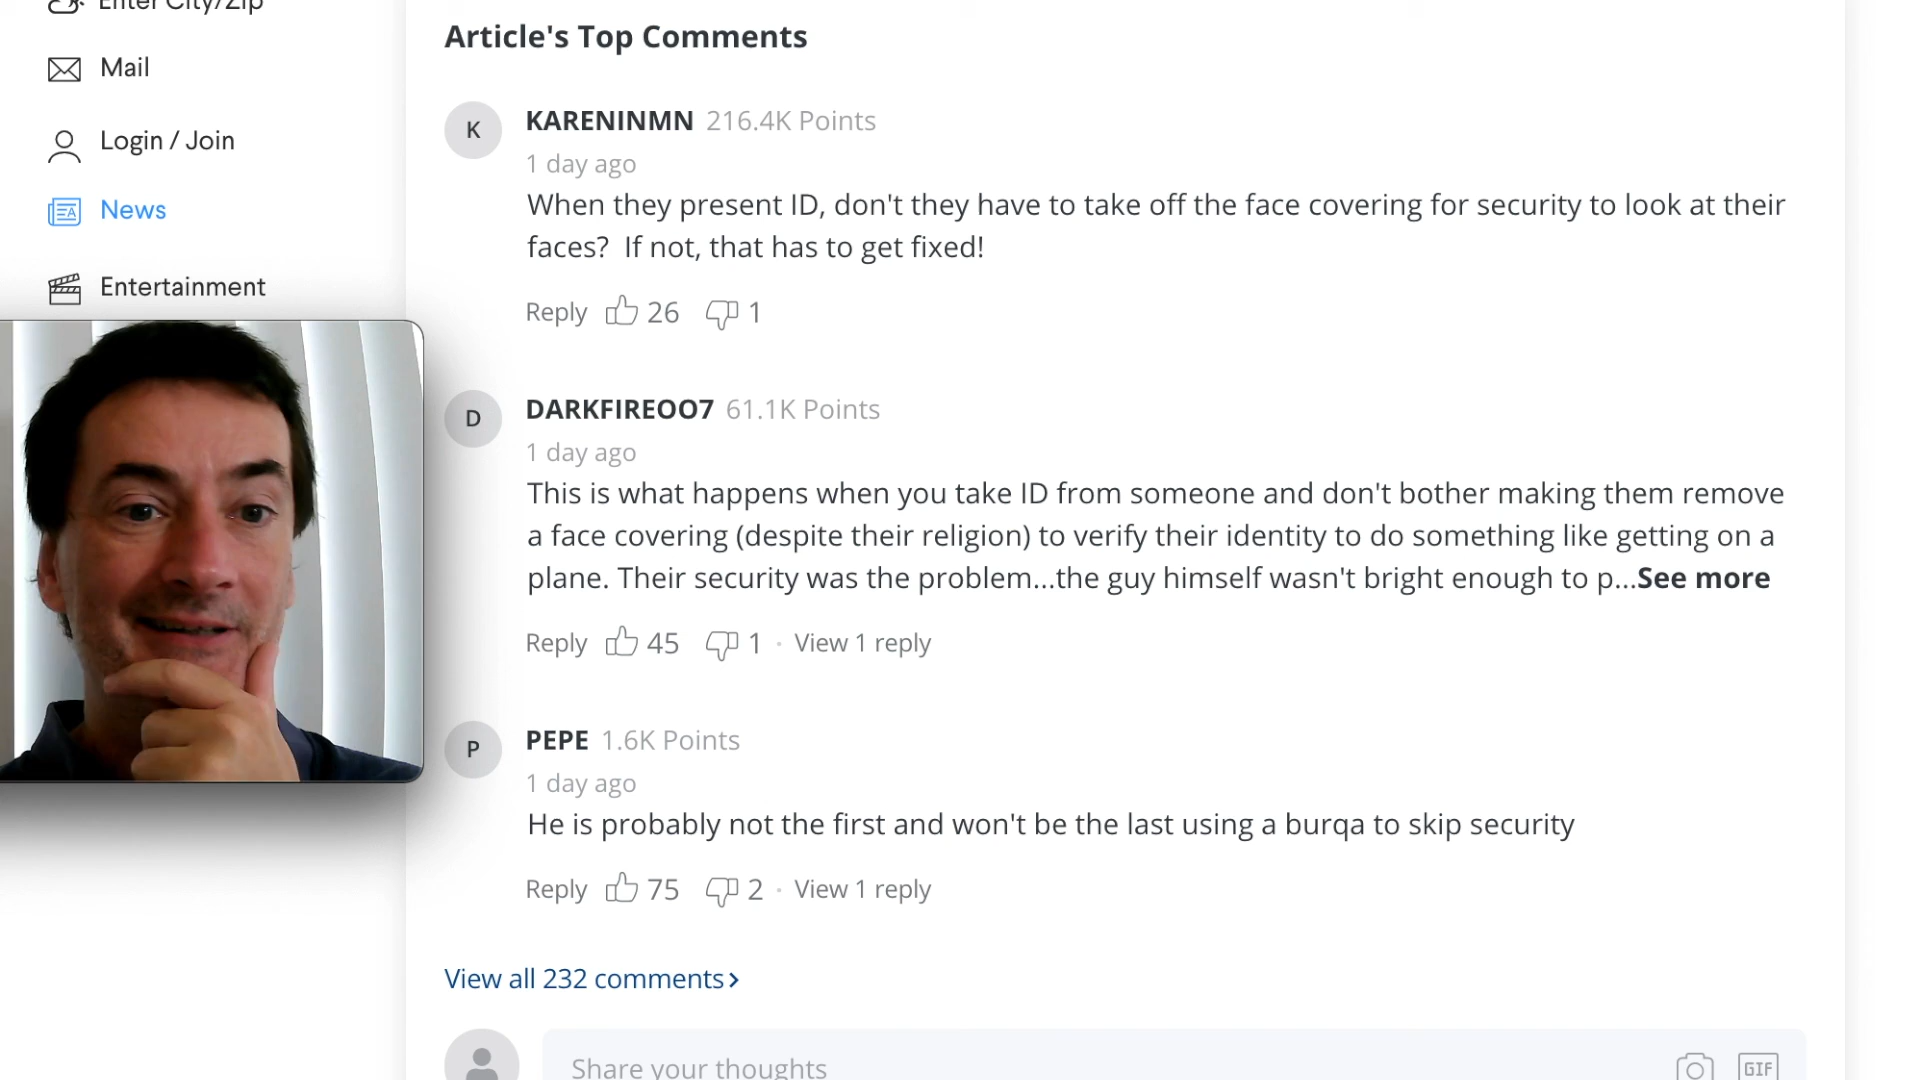 Enter City/Zip
Mail
Login / Join
News
Entertainment
Article's Top Comments
K
KARENINMN 216.4K Points
1 day ago
When they present ID, don't they have to take off the face covering for security to look at their
faces?  If not, that has to get fixed!
Reply 26 1
D
DARKFIREOO7 61.1K Points
1 day ago
This is what happens when you take ID from someone and don't bother making them remove
a face covering (despite their religion) to verify their identity to do something like getting on a
plane. Their security was the problem...the guy himself wasn't bright enough to p...See more
Reply 45 1 · View 1 reply
P
PEPE 1.6K Points
1 day ago
He is probably not the first and won't be the last using a burqa to skip security
Reply 75 2 · View 1 reply
View all 232 comments
Share your thoughts
GIF